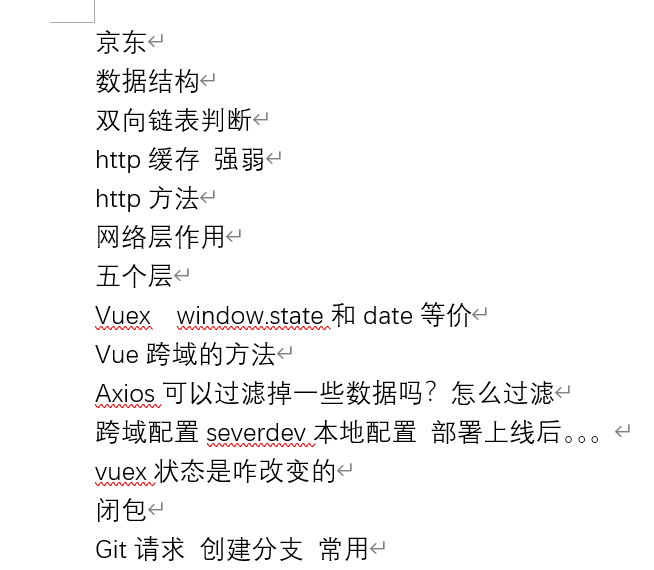 京东
数据结构
双向链表判断
http 缓存 强弱
http 方法
网络层作用
五个层
Vuex window.state 和 date 等价
Vue 跨域的方法
Axios 可以过滤掉一些数据吗？怎么过滤
跨域配置 severdev 本地配置 部署上线后。。。
vuex 状态是咋改变的
闭包
Git 请求 创建分支 常用